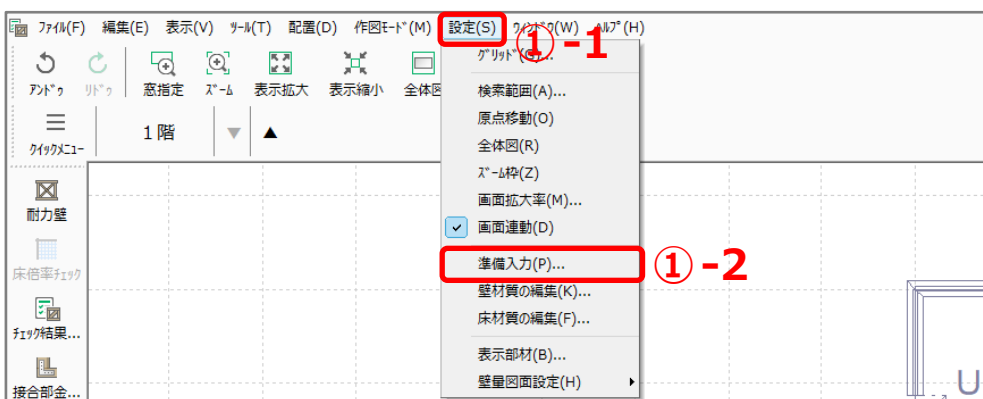 ﾌｧｲﾙ(F) 編集(E) 表示(V) ﾂｰﾙ(T) 配置(D) 作図ﾓｰﾄﾞ(M) 設定(S) ｳｨﾝﾄﾞｳ(W) ﾍﾙﾌﾟ(H)
①-1
ｱﾝﾄﾞｩ ﾘﾄﾞｩ 窓指定 ｽﾞｰﾑ 表示拡大 表示縮小
ｸｲｯｸﾒﾆｭｰ 1階 ▼ ▲
耐力壁
床倍率ﾁｪｯｸ
ﾁｪｯｸ結果...
接合部金...
ｸﾞﾘｯﾄﾞ(G)...
検索範囲(A)...
原点移動(O)
全体図(R)
ｽﾞｰﾑ枠(Z)
画面拡大率(M)...
画面連動(D)
準備入力(P)...
①-2
壁材質の編集(K)...
床材質の編集(F)...
表示部材(B)...
壁量図面設定(H)
U